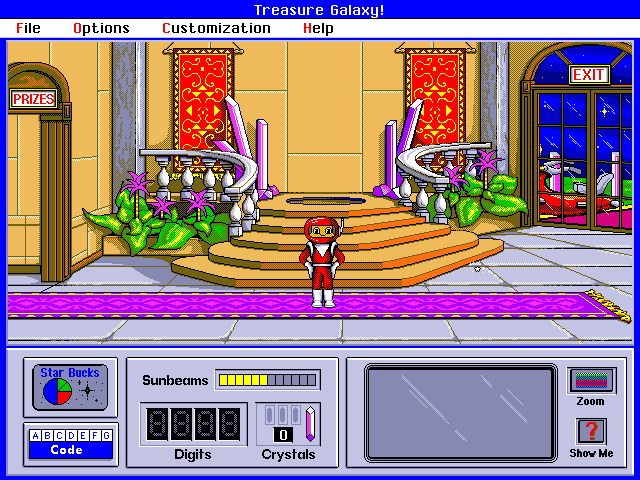 Treasure Galaxy!
File Options Customization Help
PRIZES
EXIT
Star Bucks
Sunbeams
A B C D E F G
Code
0
Digits
Crystals
Zoom
?
Show Me